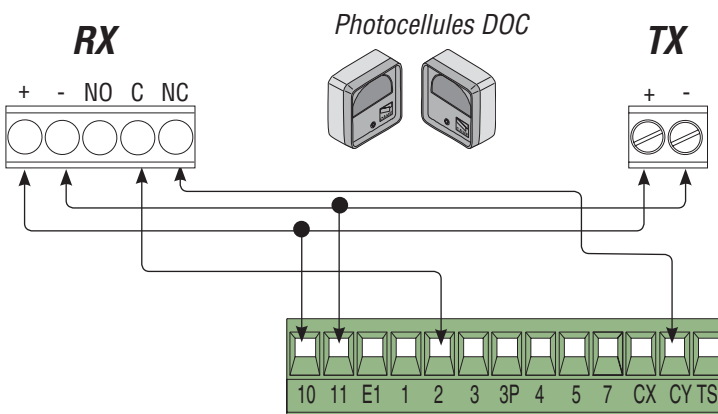 Photocellules DOC
RX
TX
+ - NO C NC
+ -
10 11 E1 1 2 3 3P 4 5 7 CX CY TS